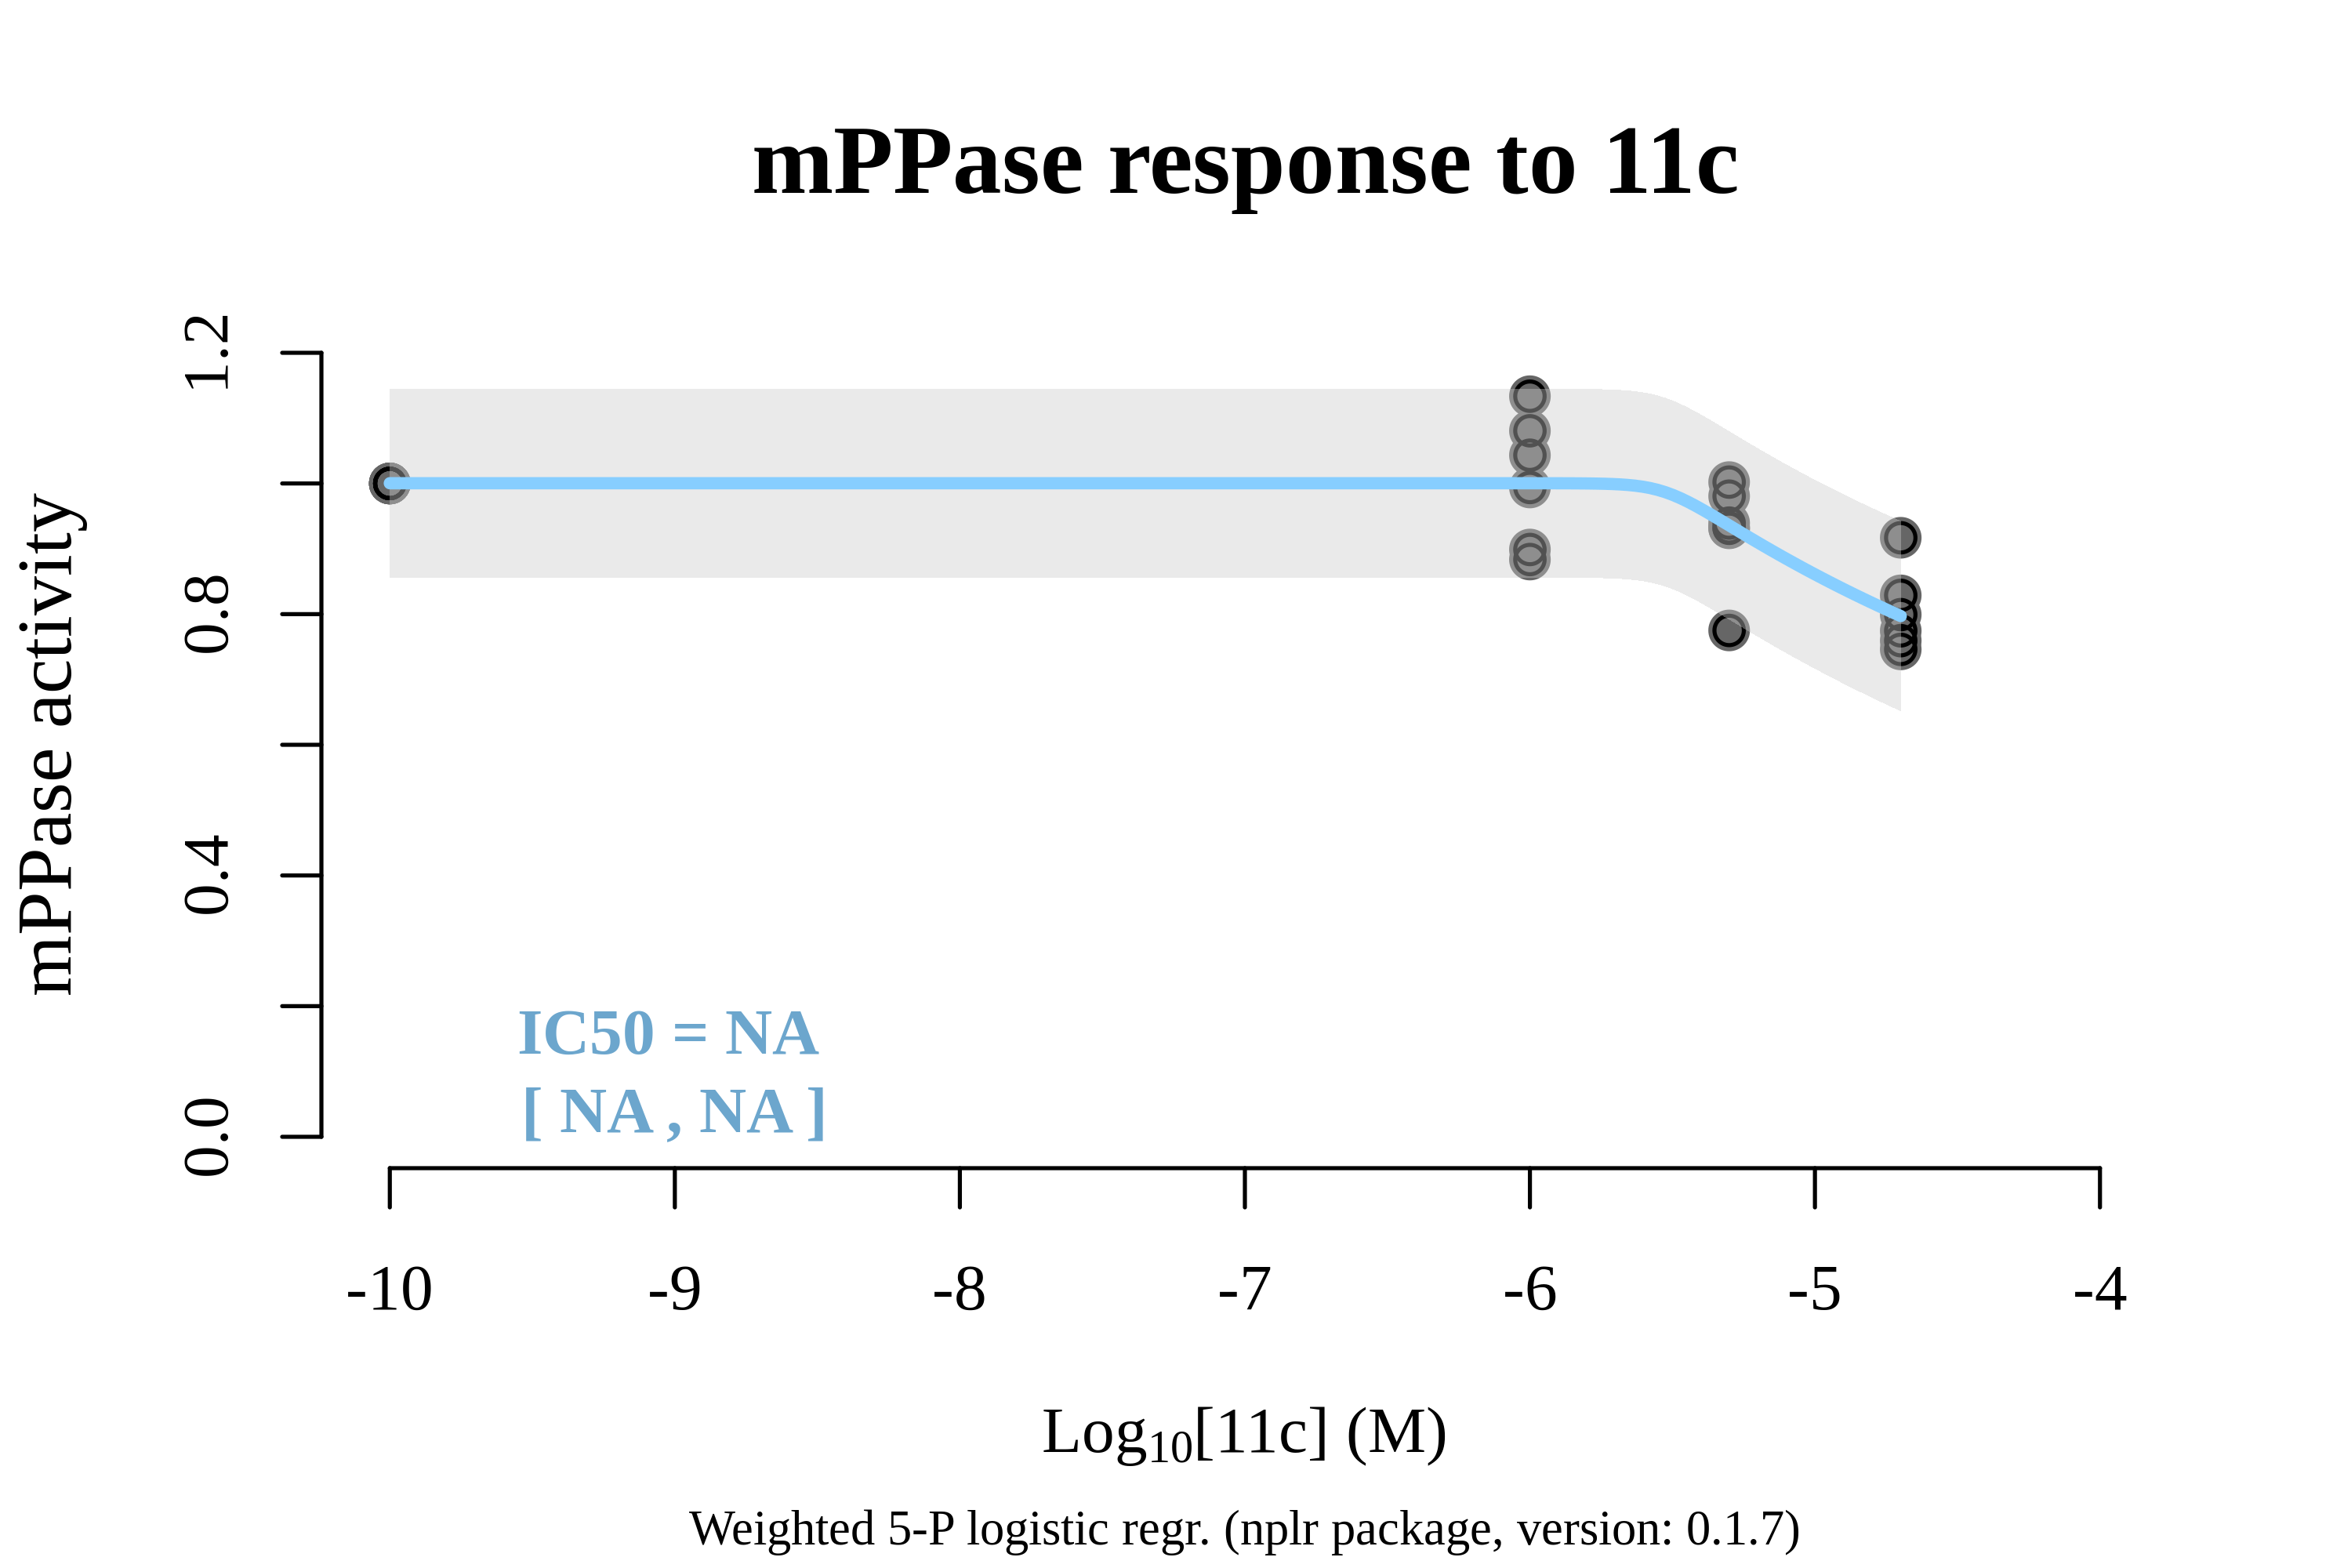 mPPase response to 11c
mPPase activity
1.2
0.8
0.4
0.0
IC50 = NA
[ NA , NA ]
-10 -9 -8 -7 -6 -5 -4
Log10[11c] (M)
Weighted 5-P logistic regr. (nplr package, version: 0.1.7)